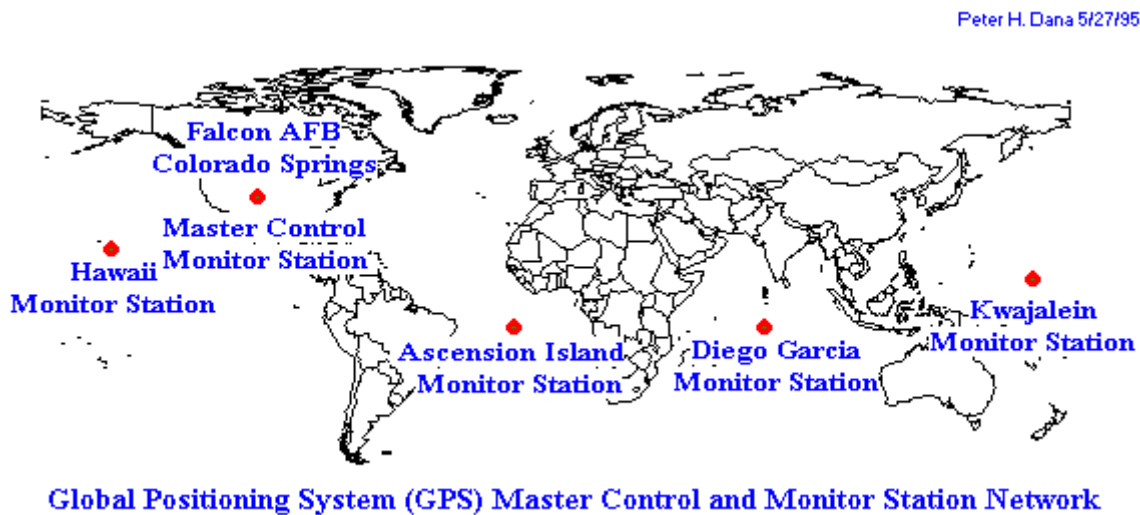 Peter H. Dana 5/27/95
Falcon AFB
Colorado Springs
Master Control
Monitor Station
Hawaii
Monitor Station
Ascension Island
Monitor Station
Diego Garcia
Monitor Station
Kwajalein
Monitor Station
Global Positioning System (GPS) Master Control and Monitor Station Network